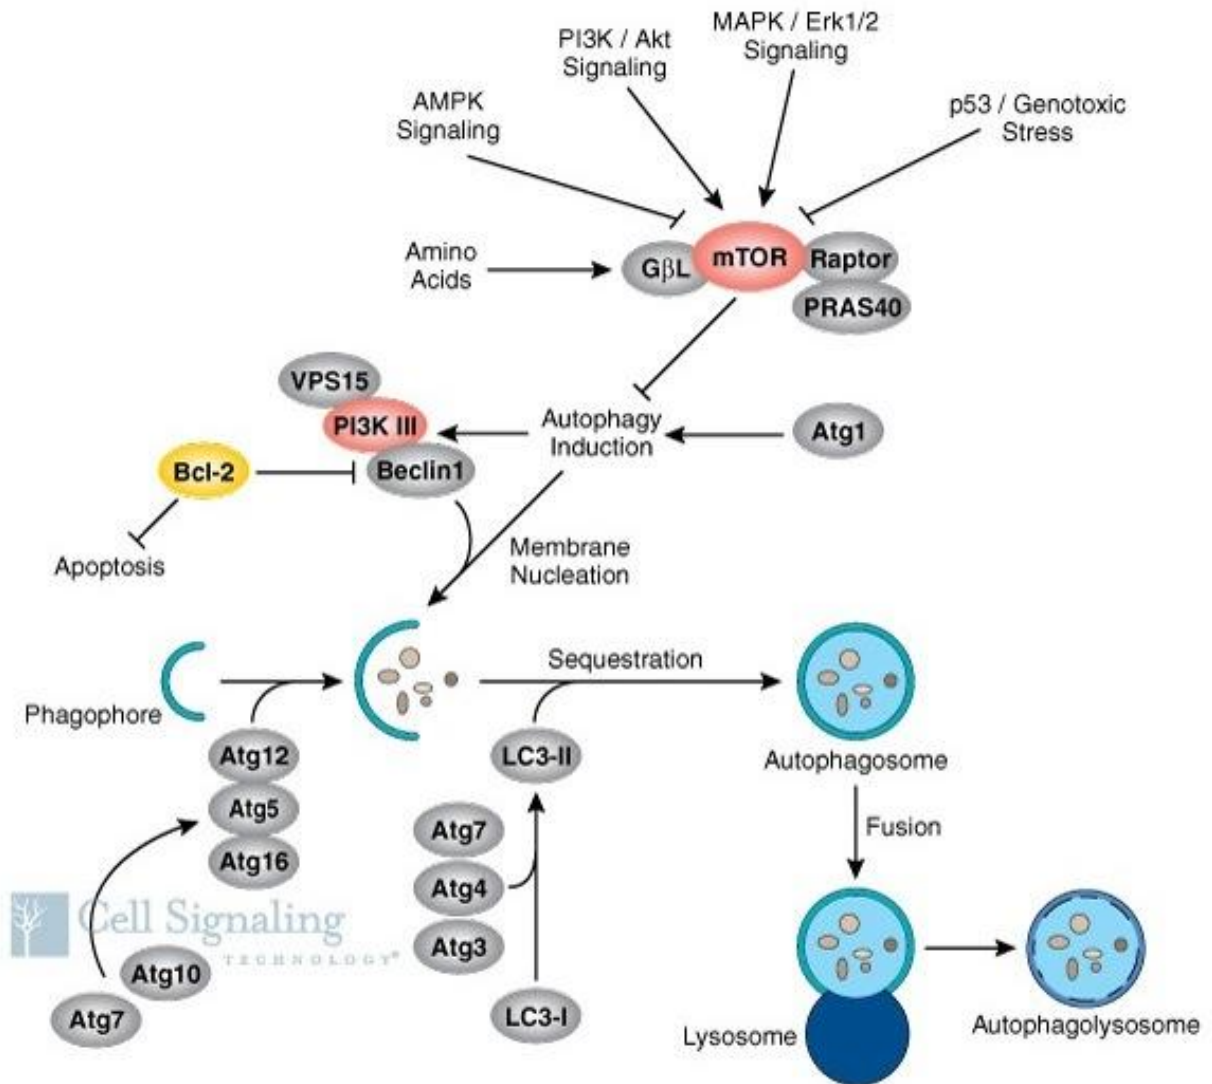 MAPK / Erk1/2
Signaling
PI3K / Akt
Signaling
AMPK
Signaling
p53 / Genotoxic
Stress
Amino
Acids
GβL
mTOR
Raptor
PRAS40
VPS15
PI3K III
Beclin1
Bcl-2
Autophagy
Induction
Atg1
Apoptosis
Membrane
Nucleation
Phagophore
Sequestration
Autophagosome
Atg12
Atg5
Atg16
LC3-II
Atg7
Atg4
Atg3
LC3-I
Fusion
Cell Signaling
TECHNOLOGY®
Atg10
Atg7
Lysosome
Autophagolysosome